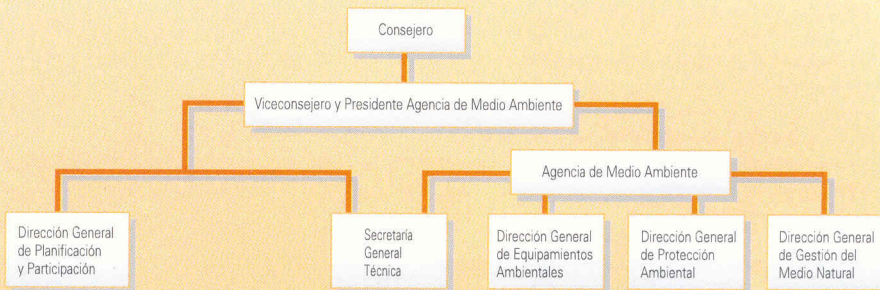 Consejero
Viceconsejero y Presidente Agencia de Medio Ambiente
Agencia de Medio Ambiente
Dirección General
de Planificación
y Participación
Secretaría
General
Técnica
Dirección General
de Equipamientos
Ambientales
Dirección General
de Protección
Ambiental
Dirección General
de Gestión del
Medio Natural